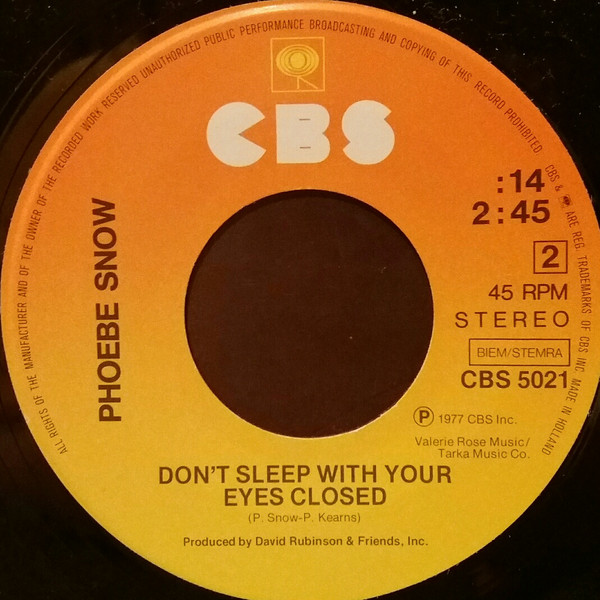 ALL RIGHTS OF THE MANUFACTURER AND OF THE OWNER OF THE RECORDED WORK RESERVED UNAUTHORIZED PUBLIC PERFORMANCE BROADCASTING AND COPYING OF THIS RECORD PROHIBITED
CBS & ARE REG. TRADEMARKS OF CBS INC. MADE IN HOLLAND
CBS
PHOEBE SNOW
:14
2:45
2
45 RPM
STEREO
BIEM/STEMRA
CBS 5021
Ⓟ 1977 CBS Inc.
Valerie Rose Music/
Tarka Music Co.
DON'T SLEEP WITH YOUR
EYES CLOSED
(P. Snow-P. Kearns)
Produced by David Rubinson & Friends, Inc.